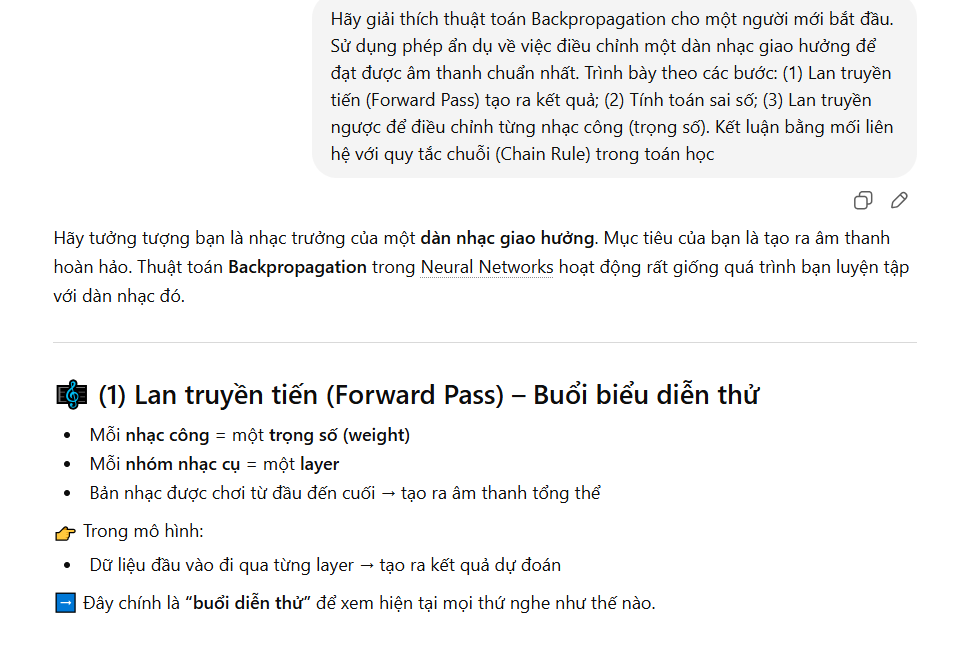 Hãy giải thích thuật toán Backpropagation cho một người mới bắt đầu.
Sử dụng phép ẩn dụ về việc điều chỉnh một dàn nhạc giao hưởng để
đạt được âm thanh chuẩn nhất. Trình bày theo các bước: (1) Lan truyền
tiến (Forward Pass) tạo ra kết quả; (2) Tính toán sai số; (3) Lan truyền
ngược để điều chỉnh từng nhạc công (trọng số). Kết luận bằng mối liên
hệ với quy tắc chuỗi (Chain Rule) trong toán học
Hãy tưởng tượng bạn là nhạc trưởng của một dàn nhạc giao hưởng. Mục tiêu của bạn là tạo ra âm thanh
hoàn hảo. Thuật toán Backpropagation trong Neural Networks hoạt động rất giống quá trình bạn luyện tập
với dàn nhạc đó.
🎼 (1) Lan truyền tiến (Forward Pass) – Buổi biểu diễn thử
• Mỗi nhạc công = một trọng số (weight)
• Mỗi nhóm nhạc cụ = một layer
• Bản nhạc được chơi từ đầu đến cuối → tạo ra âm thanh tổng thể
👉 Trong mô hình:
• Dữ liệu đầu vào đi qua từng layer → tạo ra kết quả dự đoán
➡️ Đây chính là “buổi diễn thử” để xem hiện tại mọi thứ nghe như thế nào.